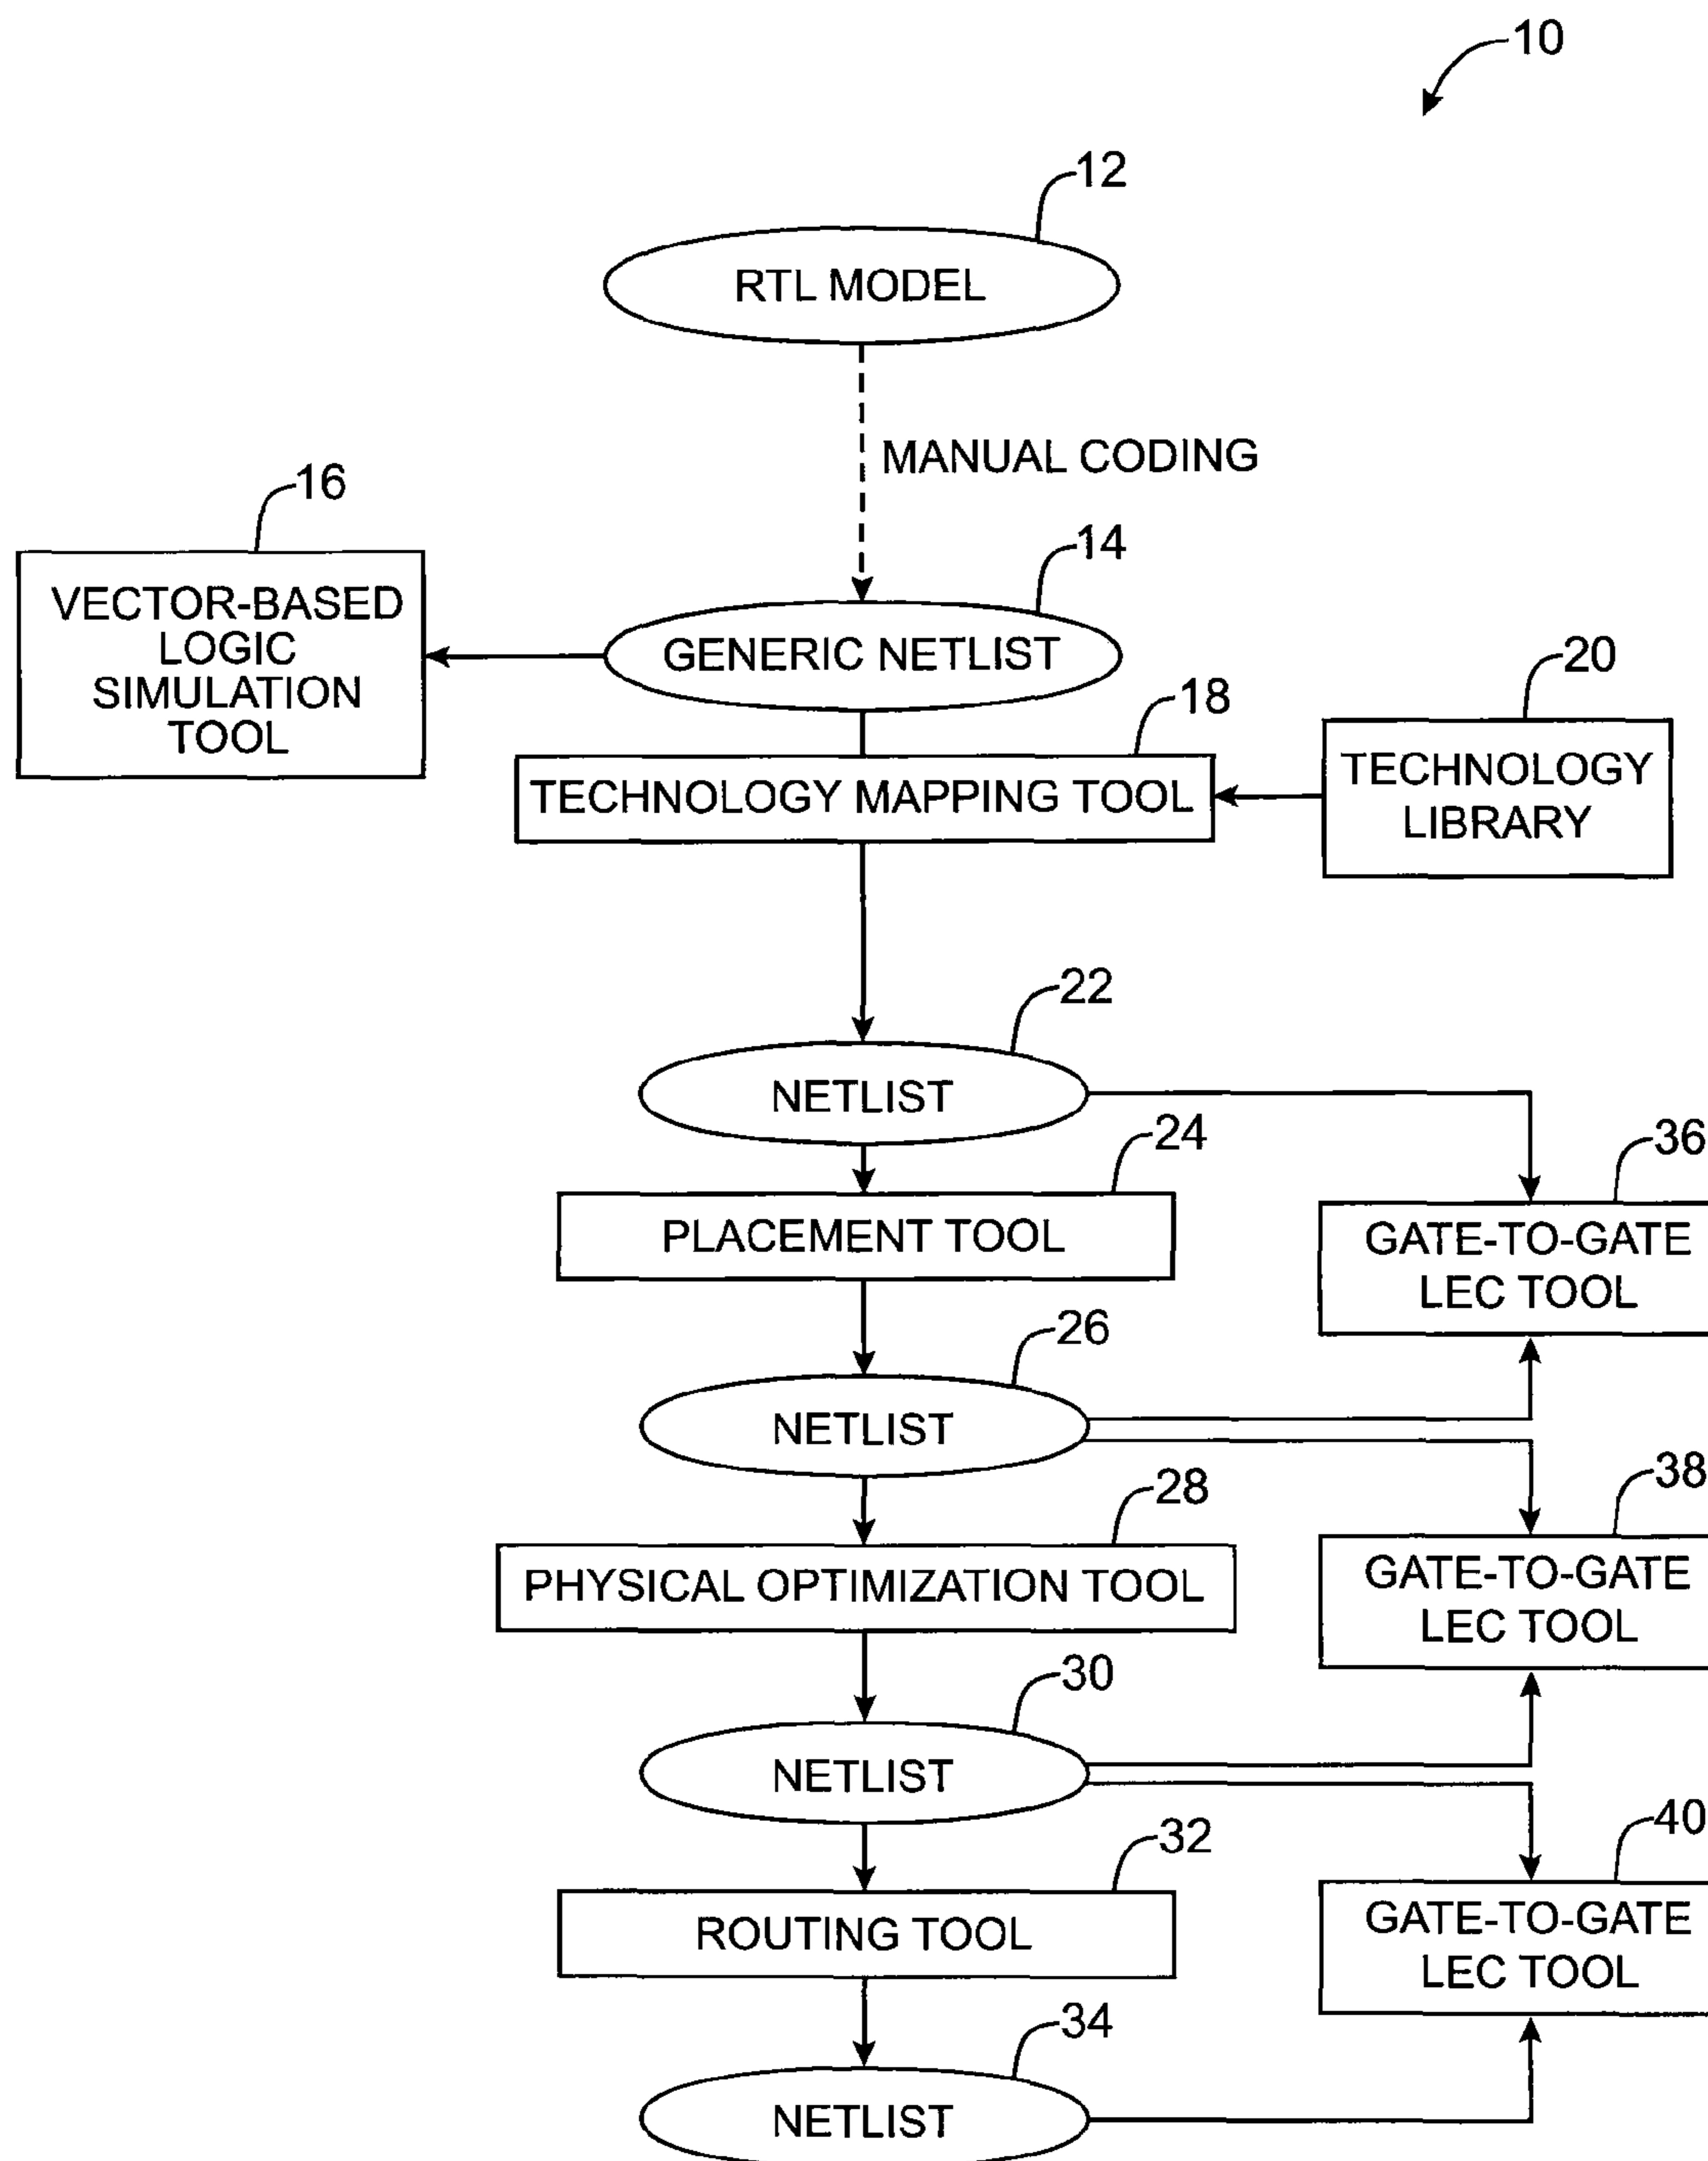 10
12
RTL MODEL
MANUAL CODING
16
14
VECTOR-BASED
LOGIC
SIMULATION
TOOL
GENERIC NETLIST
20
18
TECHNOLOGY MAPPING TOOL
TECHNOLOGY
LIBRARY
22
NETLIST
24
36
PLACEMENT TOOL
GATE-TO-GATE
LEC TOOL
26
NETLIST
38
28
PHYSICAL OPTIMIZATION TOOL
GATE-TO-GATE
LEC TOOL
30
NETLIST
40
32
ROUTING TOOL
GATE-TO-GATE
LEC TOOL
34
NETLIST